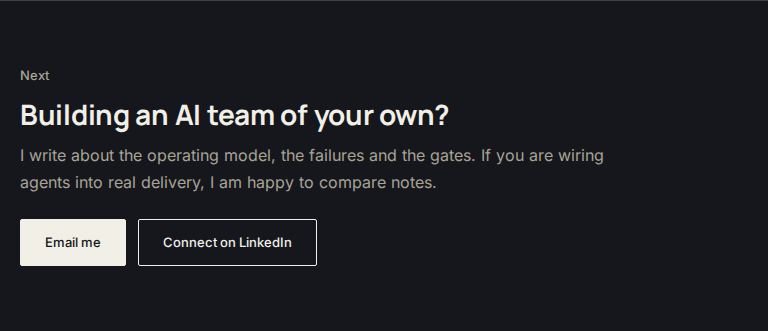 Next
Building an AI team of your own?
I write about the operating model, the failures and the gates. If you are wiring
agents into real delivery, I am happy to compare notes.
Email me
Connect on LinkedIn